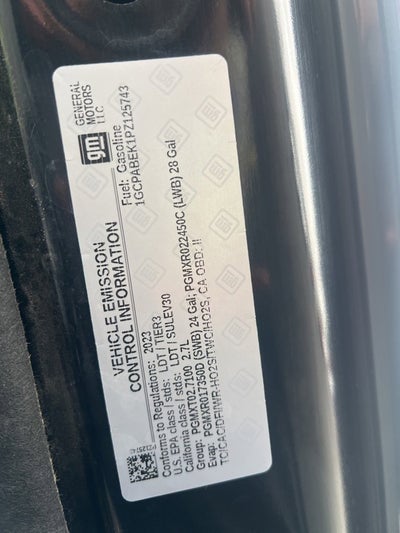 VEHICLE EMISSION
CONTROL INFORMATION
gm
GENERAL
MOTORS
LLC
Fuel: Gasoline
1GCPABEK1PZ125743
Conforms to Regulations: 2023
U.S. EPA class / stds: LDT / TIER3
California class / stds: LDT / SULEV30
Group: PGMXT02.7100 2.7L
Evap: PGMXR017350D (SWB) 24 Gal; PGMXR022450C (LWB) 28 Gal
TC/CAC/DFI/WR-HO2S/TWC/HO2S, CA OBD: II